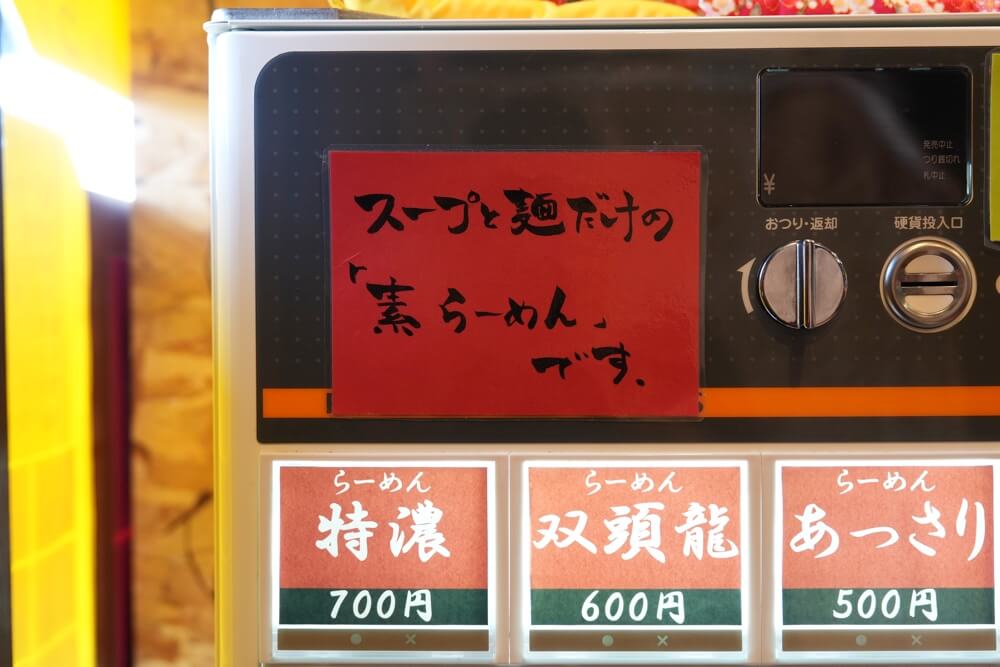 スープと麺だけの
「素らーめん」
です。
発売中止
つり銭切れ
札中止
¥
おつり・返却
硬貨投入口
らーめん
特濃
700円
らーめん
双頭龍
600円
らーめん
あっさり
500円